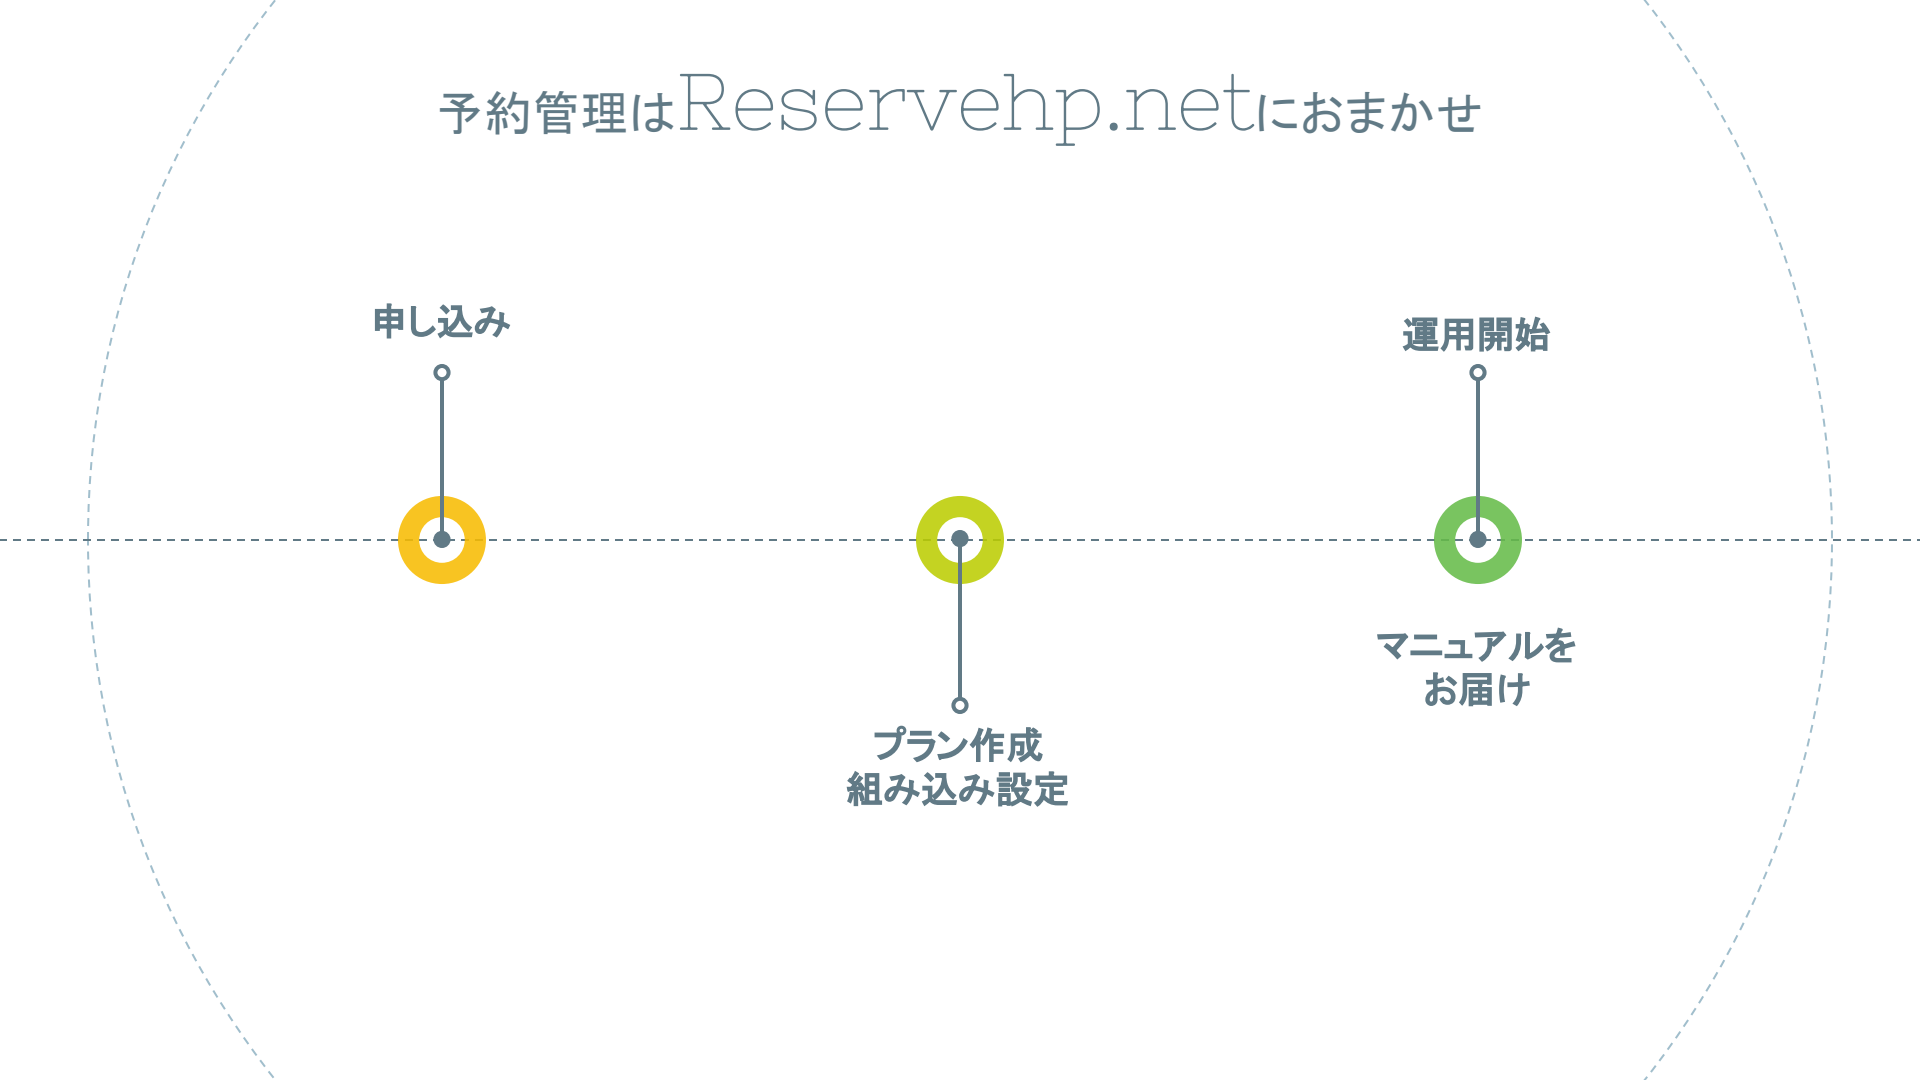 予約管理はReservehp.netにおまかせ
申し込み
プラン作成
組み込み設定
運用開始
マニュアルを
お届け